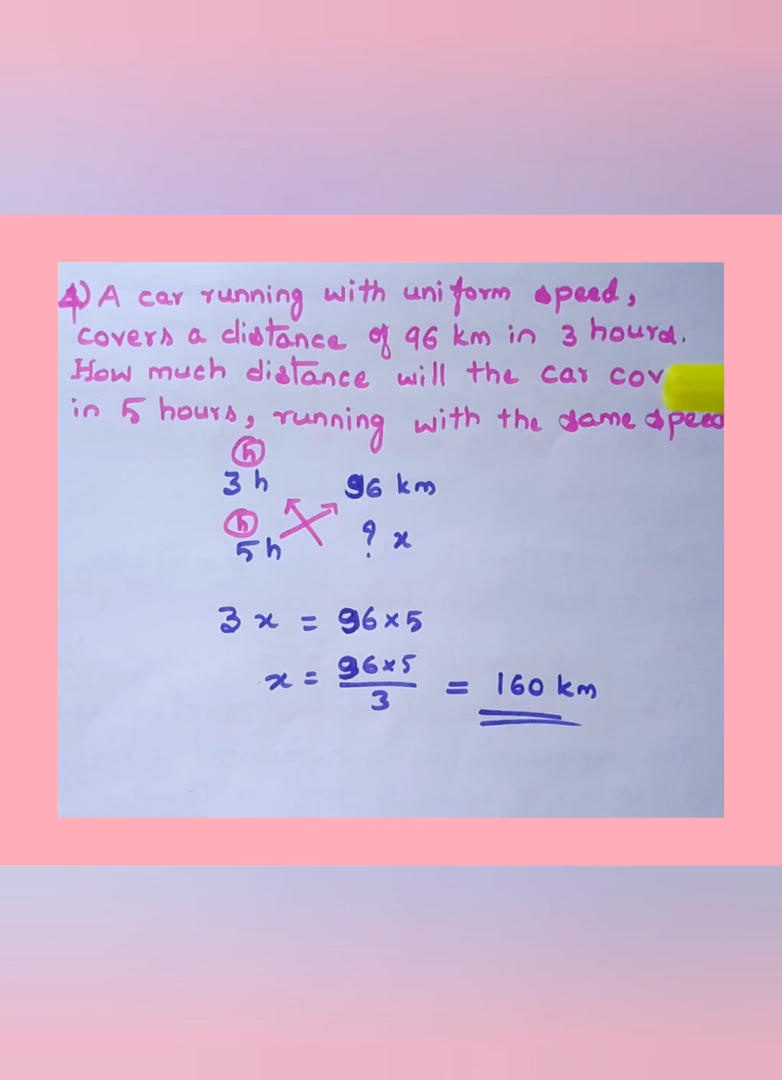 4) A car running with uniform speed,
covers a distance of 96 km in 3 hours.
How much distance will the car cov
in 5 hours, running with the same speed
h
3 h 96 km
h
5 h ? x
3 x = 96 × 5
x = 96×5 / 3 = 160 km